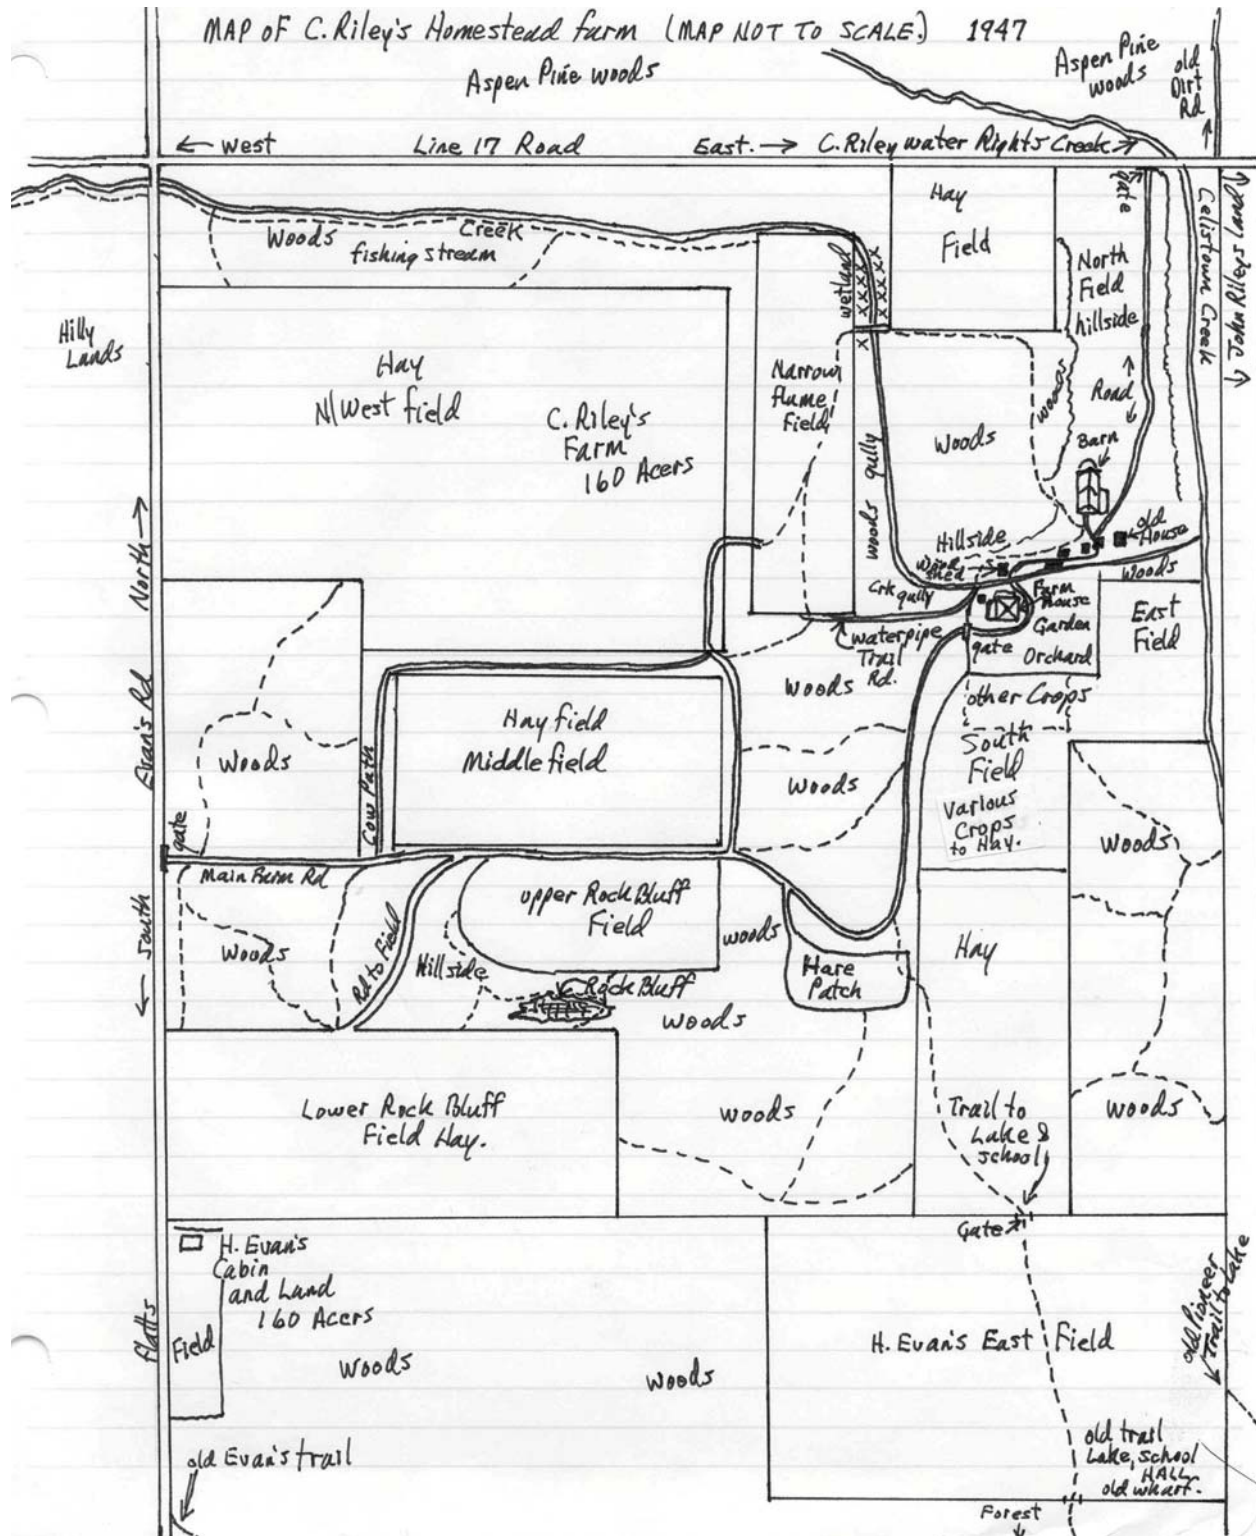 MAP OF C. Riley's Homestead farm (MAP NOT TO SCALE.) 1947
Aspen Pine woods
Aspen Pine
woods
old
Dirt
Rd
← West
Line 17 Road
East. →
C. Riley water Rights Creek
gate
Celistown Creek
← John Riley's land →
Hay
Field
North
Field
hillside
Woods
Creek
fishing stream
wetland
xxxxx
xxxxx
x
Hilly
Lands
Hay
N/West field
C. Riley's
Farm
160 Acers
Narrow
flume
Field
gully
woods
Woods
woods
Road
Barn
old
House
Hillside
Wood
shed
Crk gully
Woods
Farm
House
Garden
gate
Orchard
East
Field
waterpipe
Trail
Rd.
Woods
other Crops
South
Field
Various
Crops
to Hay.
Evan's Rd North →
Woods
gate
Cow Path
Hay field
Middle field
Woods
Woods
Main Farm Rd
← South
Woods
Rd to Field
Hillside
upper Rock Bluff
Field
Rock Bluff
woods
Hare
Patch
Hay
Woods
Lower Rock Bluff
Field Hay.
Woods
Trail to
Lake &
school
Woods
Gate
H. Evan's
Cabin
and Land
160 Acers
Field
Flatts
Woods
Woods
H. Evan's East Field
old Pioneer
Trail to Lake
old Evan's trail
old trail
Lake, school
HALL
old wharf.
Forest